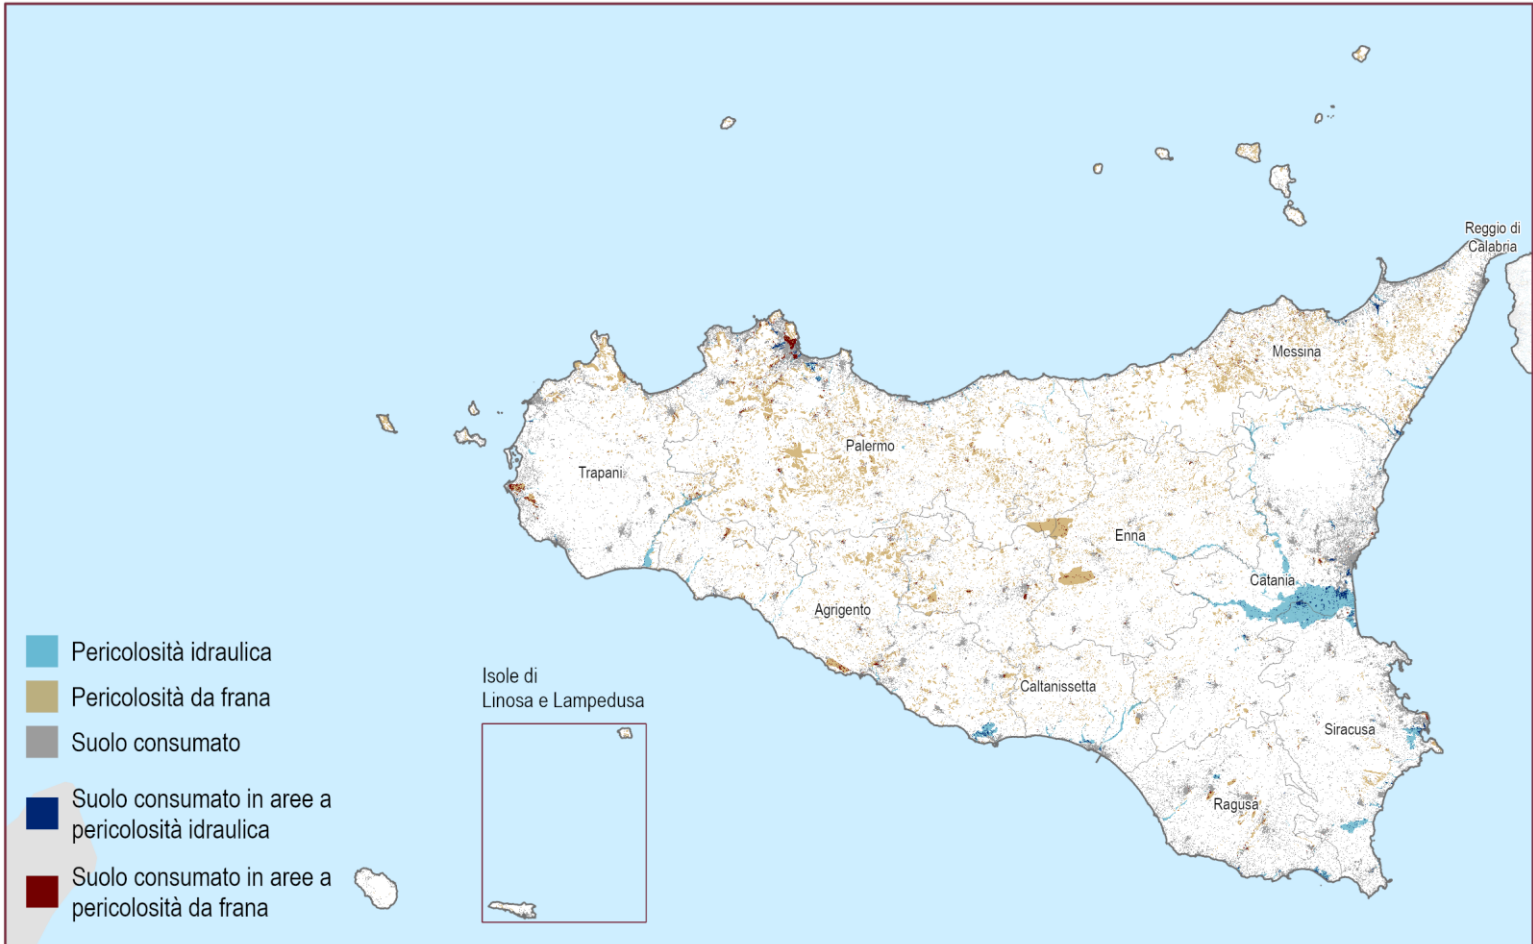 Reggio di
Calabria
Messina
Palermo
Trapani
Enna
Catania
Agrigento
Caltanissetta
Siracusa
Ragusa
Isole di
Linosa e Lampedusa
Pericolosità idraulica
Pericolosità da frana
Suolo consumato
Suolo consumato in aree a
pericolosità idraulica
Suolo consumato in aree a
pericolosità da frana